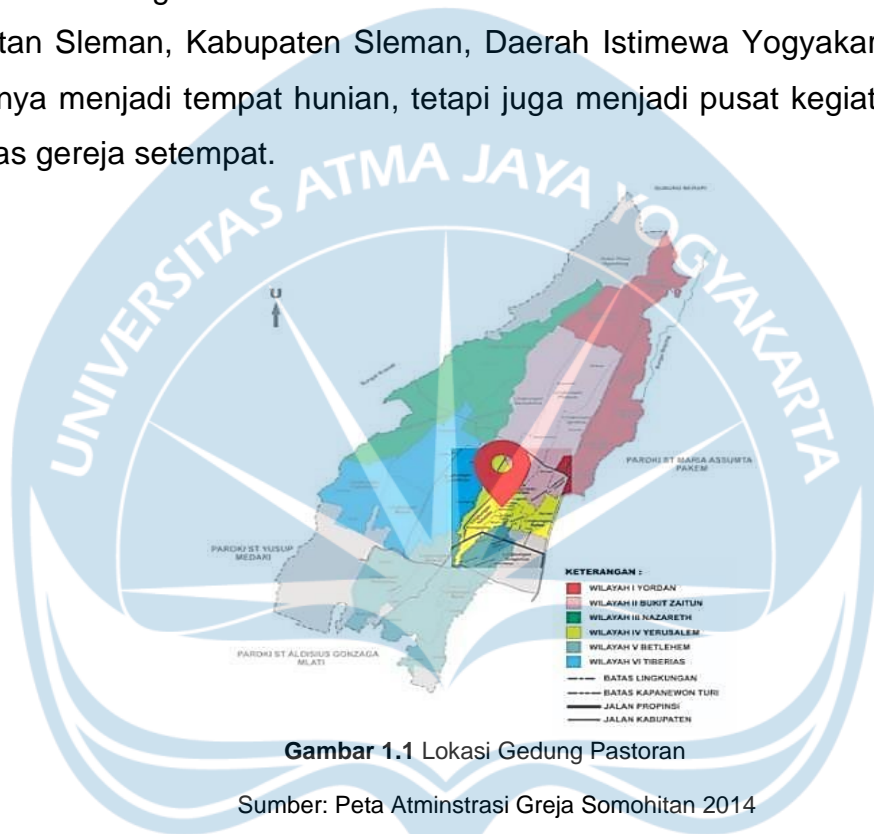 tan Sleman, Kabupaten Sleman, Daerah Istimewa Yogyakar
nya menjadi tempat hunian, tetapi juga menjadi pusat kegiat
as gereja setempat.
UNIVERSITAS ATMA JAYA YOGYAKARTA
GUNUNG MERAPI
U
PAROKI ST MARIA ASSUMTA
PAKEM
PAROKI ST YUSUP
MEDARI
PAROKI ST ALOISIUS GONZAGA
MLATI
KETERANGAN :
WILAYAH I YORDAN
WILAYAH II BUKIT ZAITUN
WILAYAH III NAZARETH
WILAYAH IV YERUSALEM
WILAYAH V BETLEHEM
WILAYAH VI TIBERIAS
BATAS LINGKUNGAN
BATAS KAPANEWON TURI
JALAN PROPINSI
JALAN KABUPATEN
Gambar 1.1 Lokasi Gedung Pastoran
Sumber: Peta Atminstrasi Greja Somohitan 2014